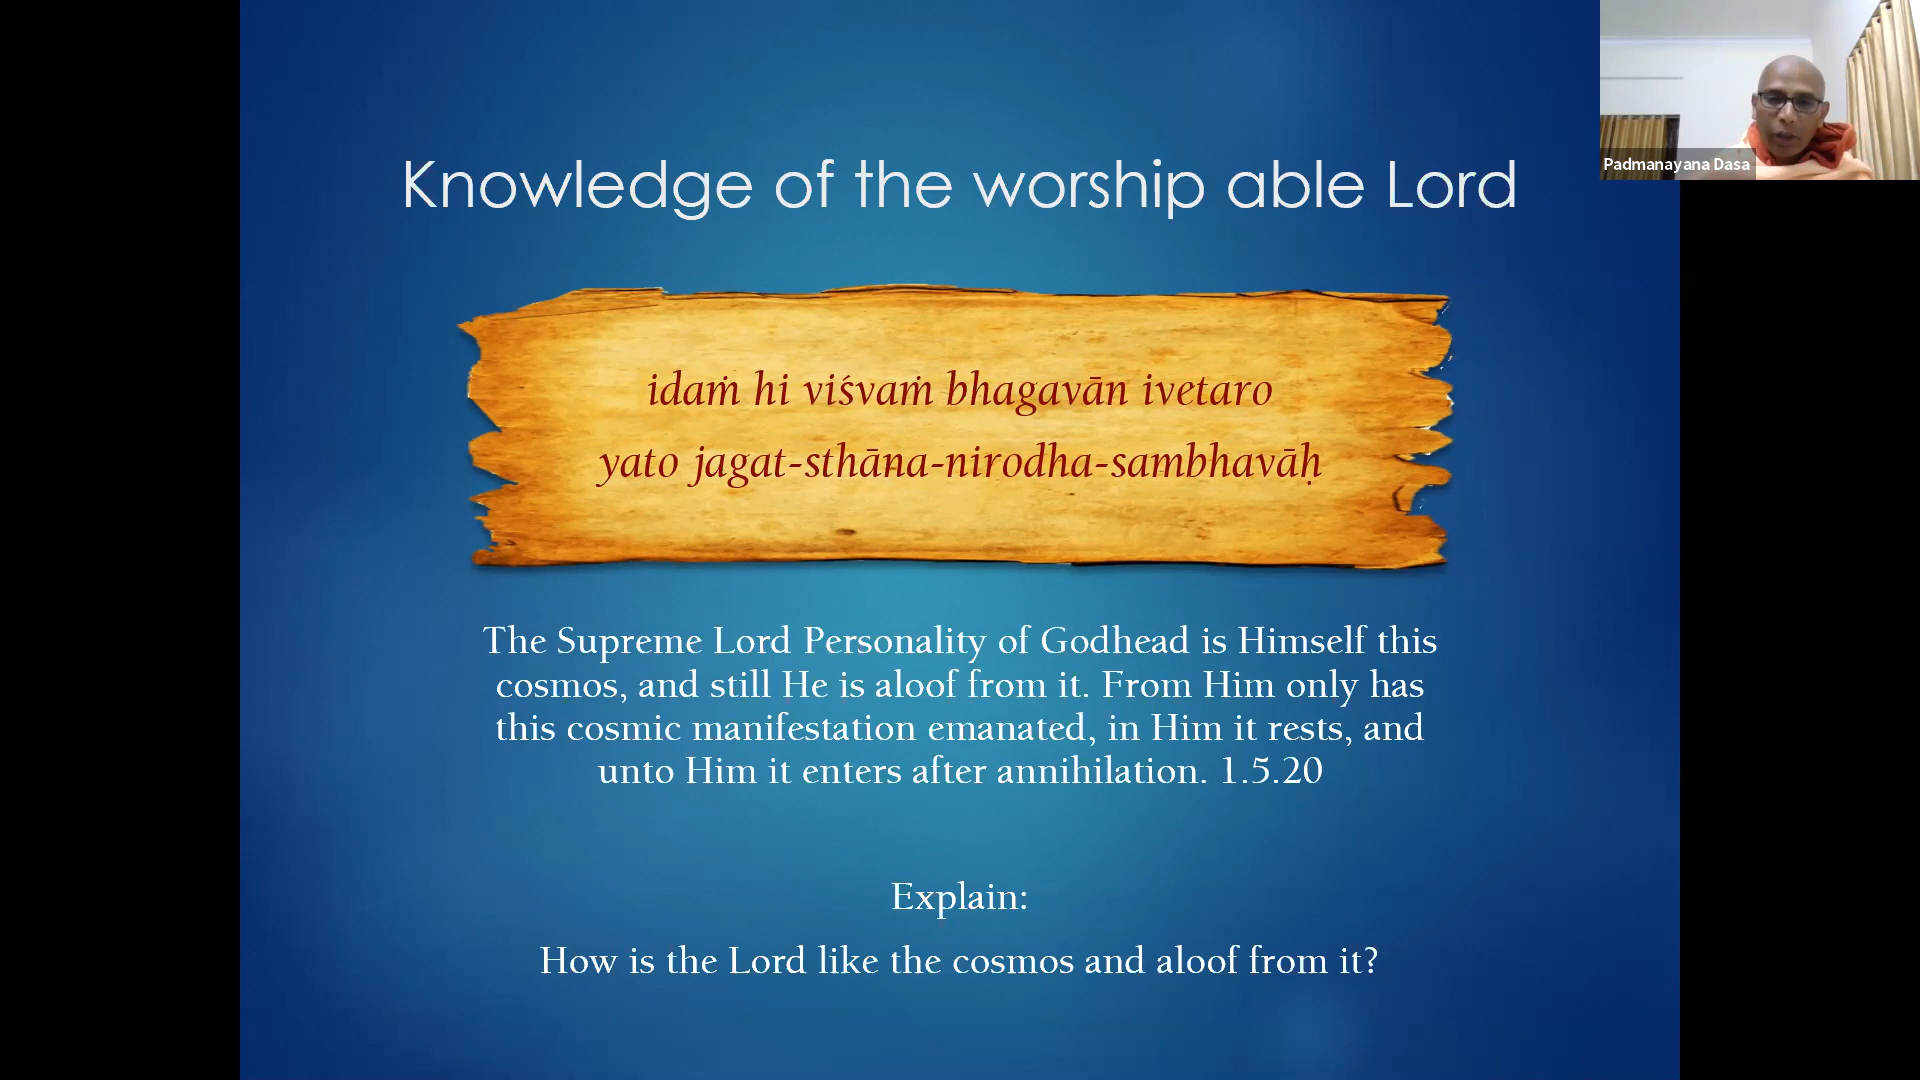 Knowledge of the worship able Lord
Padmanayana Dasa
idaṁ hi viśvaṁ bhagavān ivetaro
yato jagat-sthāna-nirodha-sambhavāḥ
The Supreme Lord Personality of Godhead is Himself this
cosmos, and still He is aloof from it. From Him only has
this cosmic manifestation emanated, in Him it rests, and
unto Him it enters after annihilation. 1.5.20
Explain:
How is the Lord like the cosmos and aloof from it?